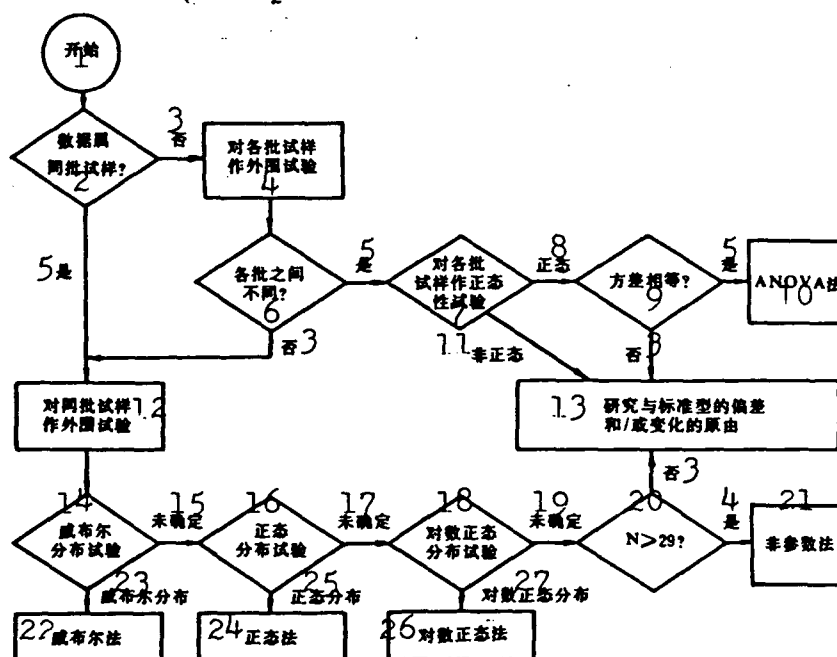 开始
1
数据属
同批试样?
2
3
否
对各批试样
作外围试验
4
5是
各批之间
不同?
6
5
是
对各批
试样作正态
性试验
7
8
正态
方差相等?
9
5
是
ANOVA法
10
否3
11非正态
否3
对同批试样
作外围试验
12
13
研究与标准型的偏差
和/或变化的原由
否3
14
威布尔
分布试验
15
未确定
16
正态
分布试验
17
未确定
18
对数正态
分布试验
19
未确定
20
N>29?
4
是
21
非参数法
23
威布尔分布
25
正态分布
27
对数正态分布
22威布尔法
24正态法
26对数正态法